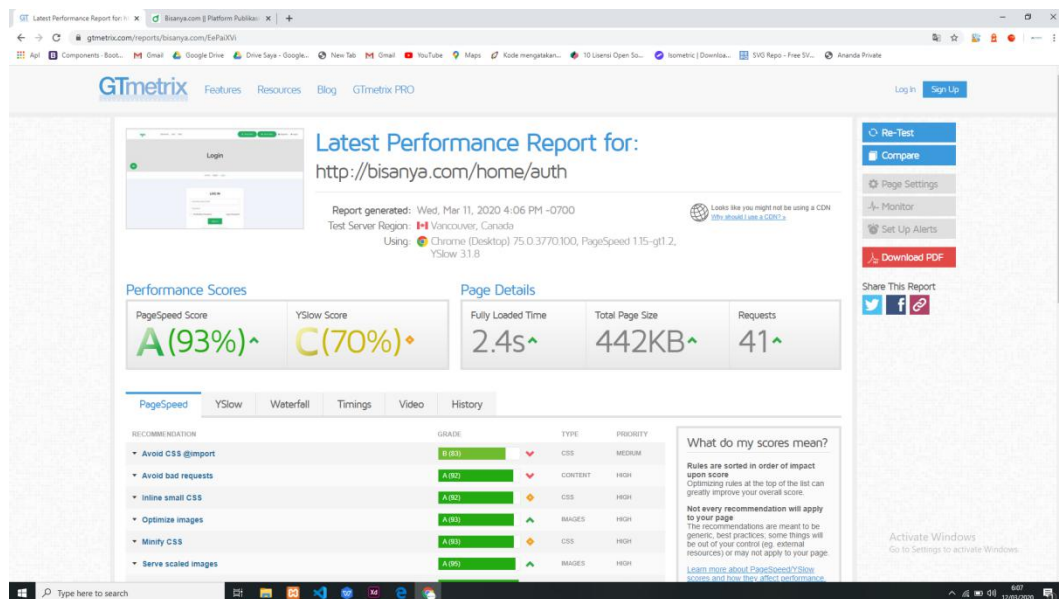 Latest Performance Report for: h
Bisanya.com || Platform Publikas
gtmetrix.com/reports/bisanya.com/EePaiXVi
Apl
Components - Boot...
Gmail
Google Drive
Drive Saya - Google...
New Tab
Gmail
YouTube
Maps
Kode mengatakan...
10 Lisensi Open So...
Isometric | Downloa...
SVG Repo - Free SV...
Ananda Private
GTmetrix
Features
Resources
Blog
GTmetrix PRO
Log In
Sign Up
Login
LOG IN
Latest Performance Report for:
http://bisanya.com/home/auth
Report generated: Wed, Mar 11, 2020 4:06 PM -0700
Test Server Region: Vancouver, Canada
Using: Chrome (Desktop) 75.0.3770.100, PageSpeed 1.15-gt1.2,
YSlow 3.1.8
Looks like you might not be using a CDN
Why should I use a CDN? »
Re-Test
Compare
Page Settings
Monitor
Set Up Alerts
Download PDF
Share This Report
Performance Scores
PageSpeed Score
A (93%)
YSlow Score
C (70%)
Page Details
Fully Loaded Time
2.4s
Total Page Size
442KB
Requests
41
PageSpeed
YSlow
Waterfall
Timings
Video
History
RECOMMENDATION GRADE TYPE PRIORITY
Avoid CSS @import B (83) CSS MEDIUM
Avoid bad requests A (92) CONTENT HIGH
Inline small CSS A (92) CSS HIGH
Optimize images A (93) IMAGES HIGH
Minify CSS A (93) CSS HIGH
Serve scaled images A (95) IMAGES HIGH
What do my scores mean?
Rules are sorted in order of impact
upon score
Optimizing rules at the top of the list can
greatly improve your overall score.
Not every recommendation will apply
to your page
The recommendations are meant to be
generic, best practices; some things will
be out of your control (eg. external
resources) or may not apply to your page.
Learn more about PageSpeed/YSlow
scores and how they affect performance.
Activate Windows
Go to Settings to activate Windows.
Type here to search
6:07
12/03/2020